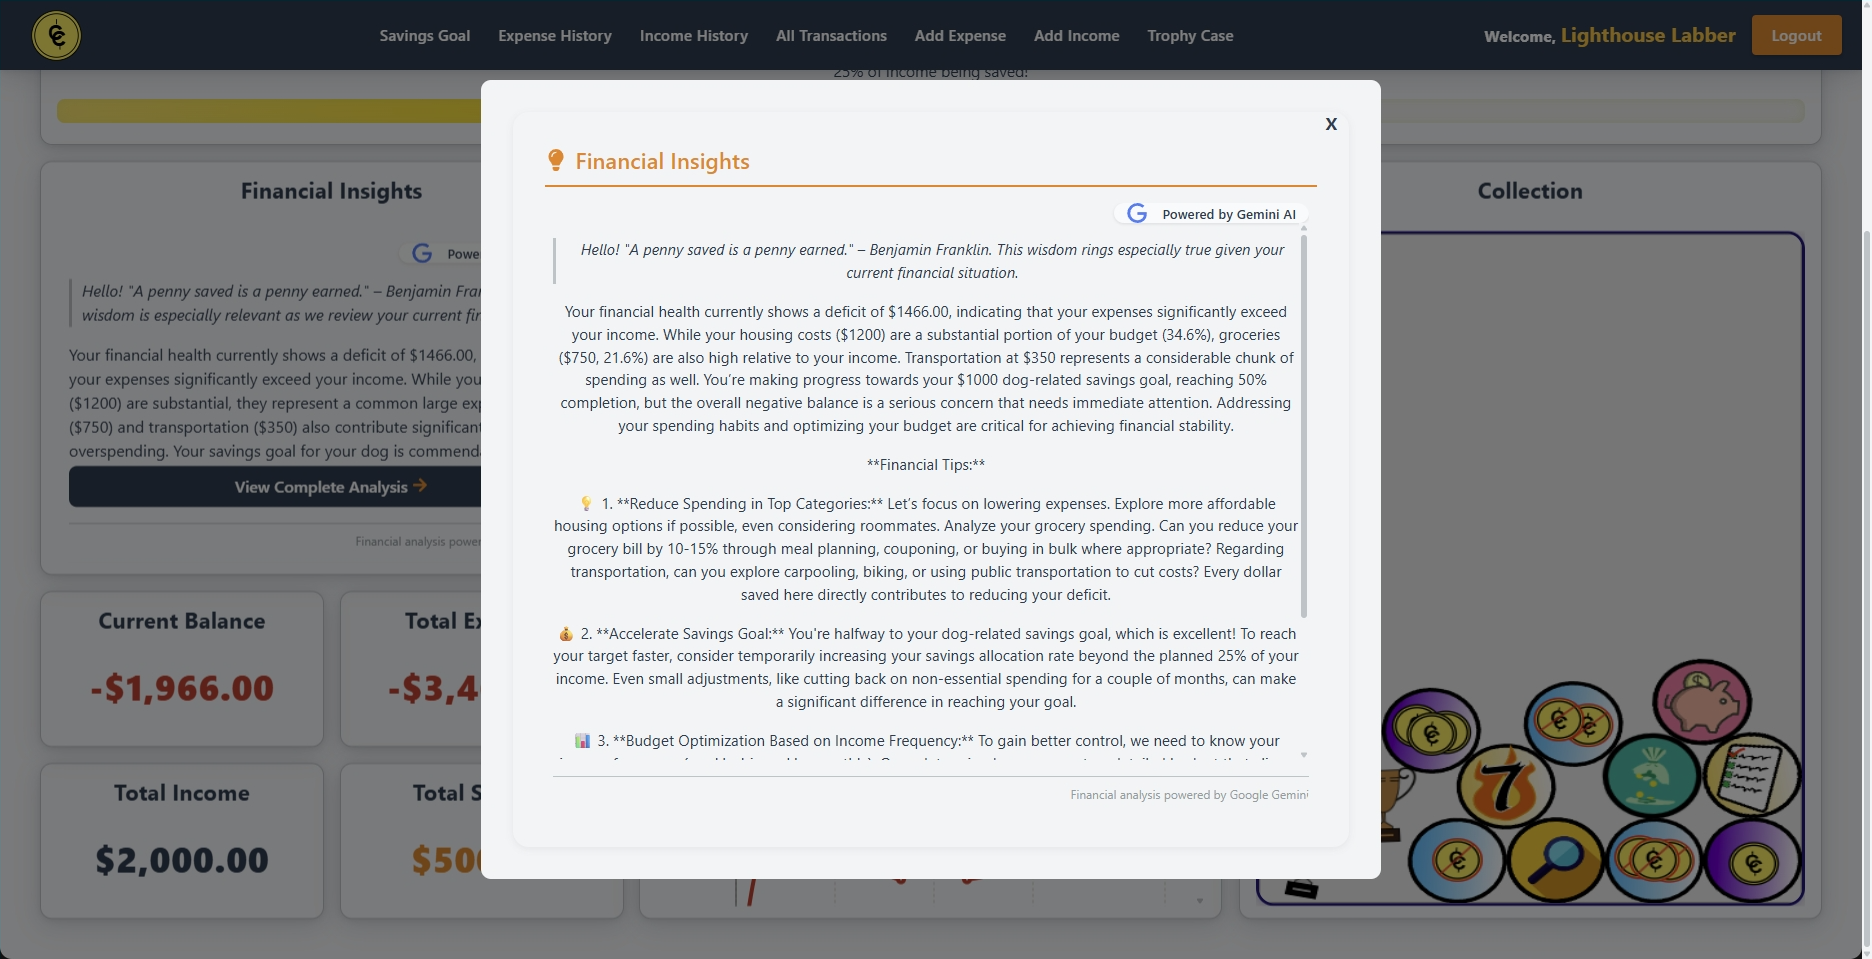 Savings Goal Expense History Income History All Transactions Add Expense Add Income Trophy Case Welcome, Lighthouse Labber Logout
25% of income being saved!
X
Financial Insights
Powered by Gemini AI
Hello! "A penny saved is a penny earned." – Benjamin Franklin. This wisdom rings especially true given your
current financial situation.
Your financial health currently shows a deficit of $1466.00, indicating that your expenses significantly exceed
your income. While your housing costs ($1200) are a substantial portion of your budget (34.6%), groceries
($750, 21.6%) are also high relative to your income. Transportation at $350 represents a considerable chunk of
spending as well. You’re making progress towards your $1000 dog-related savings goal, reaching 50%
completion, but the overall negative balance is a serious concern that needs immediate attention. Addressing
your spending habits and optimizing your budget are critical for achieving financial stability.
**Financial Tips:**
💡 1. **Reduce Spending in Top Categories:** Let’s focus on lowering expenses. Explore more affordable
housing options if possible, even considering roommates. Analyze your grocery spending. Can you reduce your
grocery bill by 10-15% through meal planning, couponing, or buying in bulk where appropriate? Regarding
transportation, can you explore carpooling, biking, or using public transportation to cut costs? Every dollar
saved here directly contributes to reducing your deficit.
💰 2. **Accelerate Savings Goal:** You're halfway to your dog-related savings goal, which is excellent! To reach
your target faster, consider temporarily increasing your savings allocation rate beyond the planned 25% of your
income. Even small adjustments, like cutting back on non-essential spending for a couple of months, can make
a significant difference in reaching your goal.
📊 3. **Budget Optimization Based on Income Frequency:** To gain better control, we need to know your
Financial analysis powered by Google Gemini
Financial Insights
Hello! "A penny saved is a penny earned." – Benjamin
wisdom is especially relevant as we review your current
Your financial health currently shows a deficit of $1466.00,
your expenses significantly exceed your income. While
($1200) are substantial, they represent a common large
($750) and transportation ($350) also contribute
overspending. Your savings goal for your dog is
View Complete Analysis →
Financial analysis
Collection
7
Current Balance
-$1,966.00
Total
Total Income
$2,000.00
Total